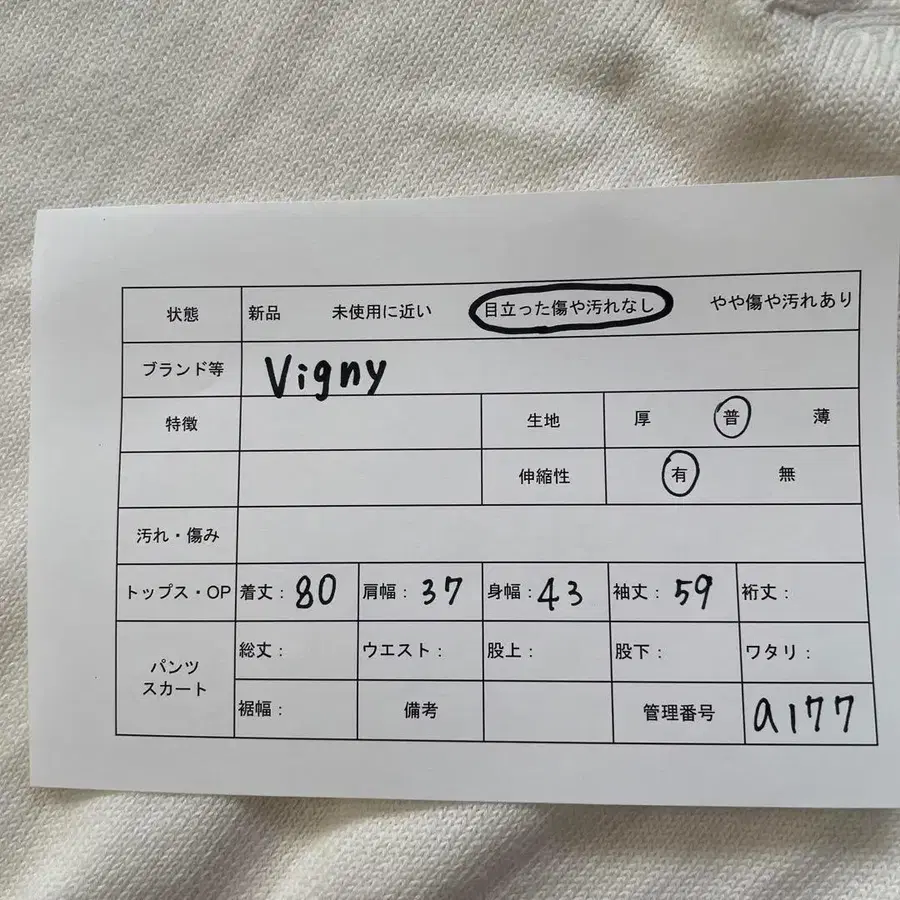 状態 新品 未使用に近い 目立った傷や汚れなし やや傷や汚れあり
ブランド等 Vigny
特徴 生地 厚 普 薄
伸縮性 有 無
汚れ・傷み
トップス・OP 着丈: 80 肩幅: 37 身幅: 43 袖丈: 59 裄丈:
パンツ
スカート
総丈: ウエスト: 股上: 股下: ワタリ:
裾幅: 備考 管理番号 a177